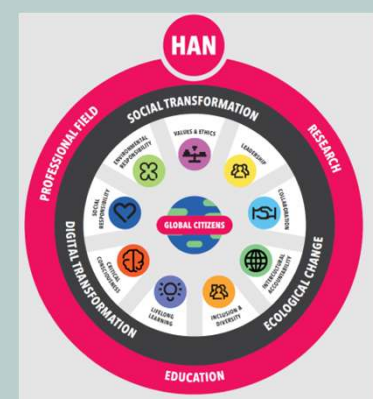 HAN
PROFESSIONAL FIELD
RESEARCH
EDUCATION
SOCIAL TRANSFORMATION
ECOLOGICAL CHANGE
DIGITAL TRANSFORMATION
VALUES & ETHICS
LEADERSHIP
COLLABORATION
INTERCULTURAL
ACCOUNTABILITY
INCLUSION &
DIVERSITY
LIFELONG
LEARNING
CRITICAL
CONSCIOUSNESS
SOCIAL
RESPONSIBILITY
ENVIRONMENTAL
RESPONSIBILITY
GLOBAL CITIZENS